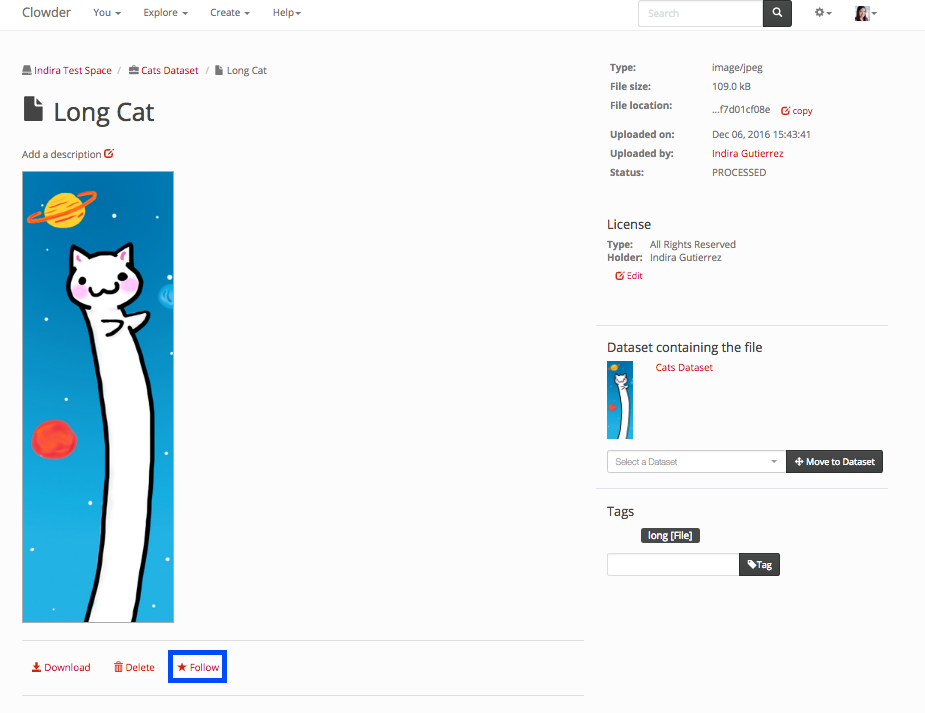 Clowder You Explore Create Help Search
Indira Test Space / Cats Dataset / Long Cat
Long Cat
Add a description
Download Delete Follow
Type: image/jpeg
File size: 109.0 kB
File location: ...f7d01cf08e copy
Uploaded on: Dec 06, 2016 15:43:41
Uploaded by: Indira Gutierrez
Status: PROCESSED
License
Type: All Rights Reserved
Holder: Indira Gutierrez
Edit
Dataset containing the file
Cats Dataset
Select a Dataset Move to Dataset
Tags
long [File]
Tag